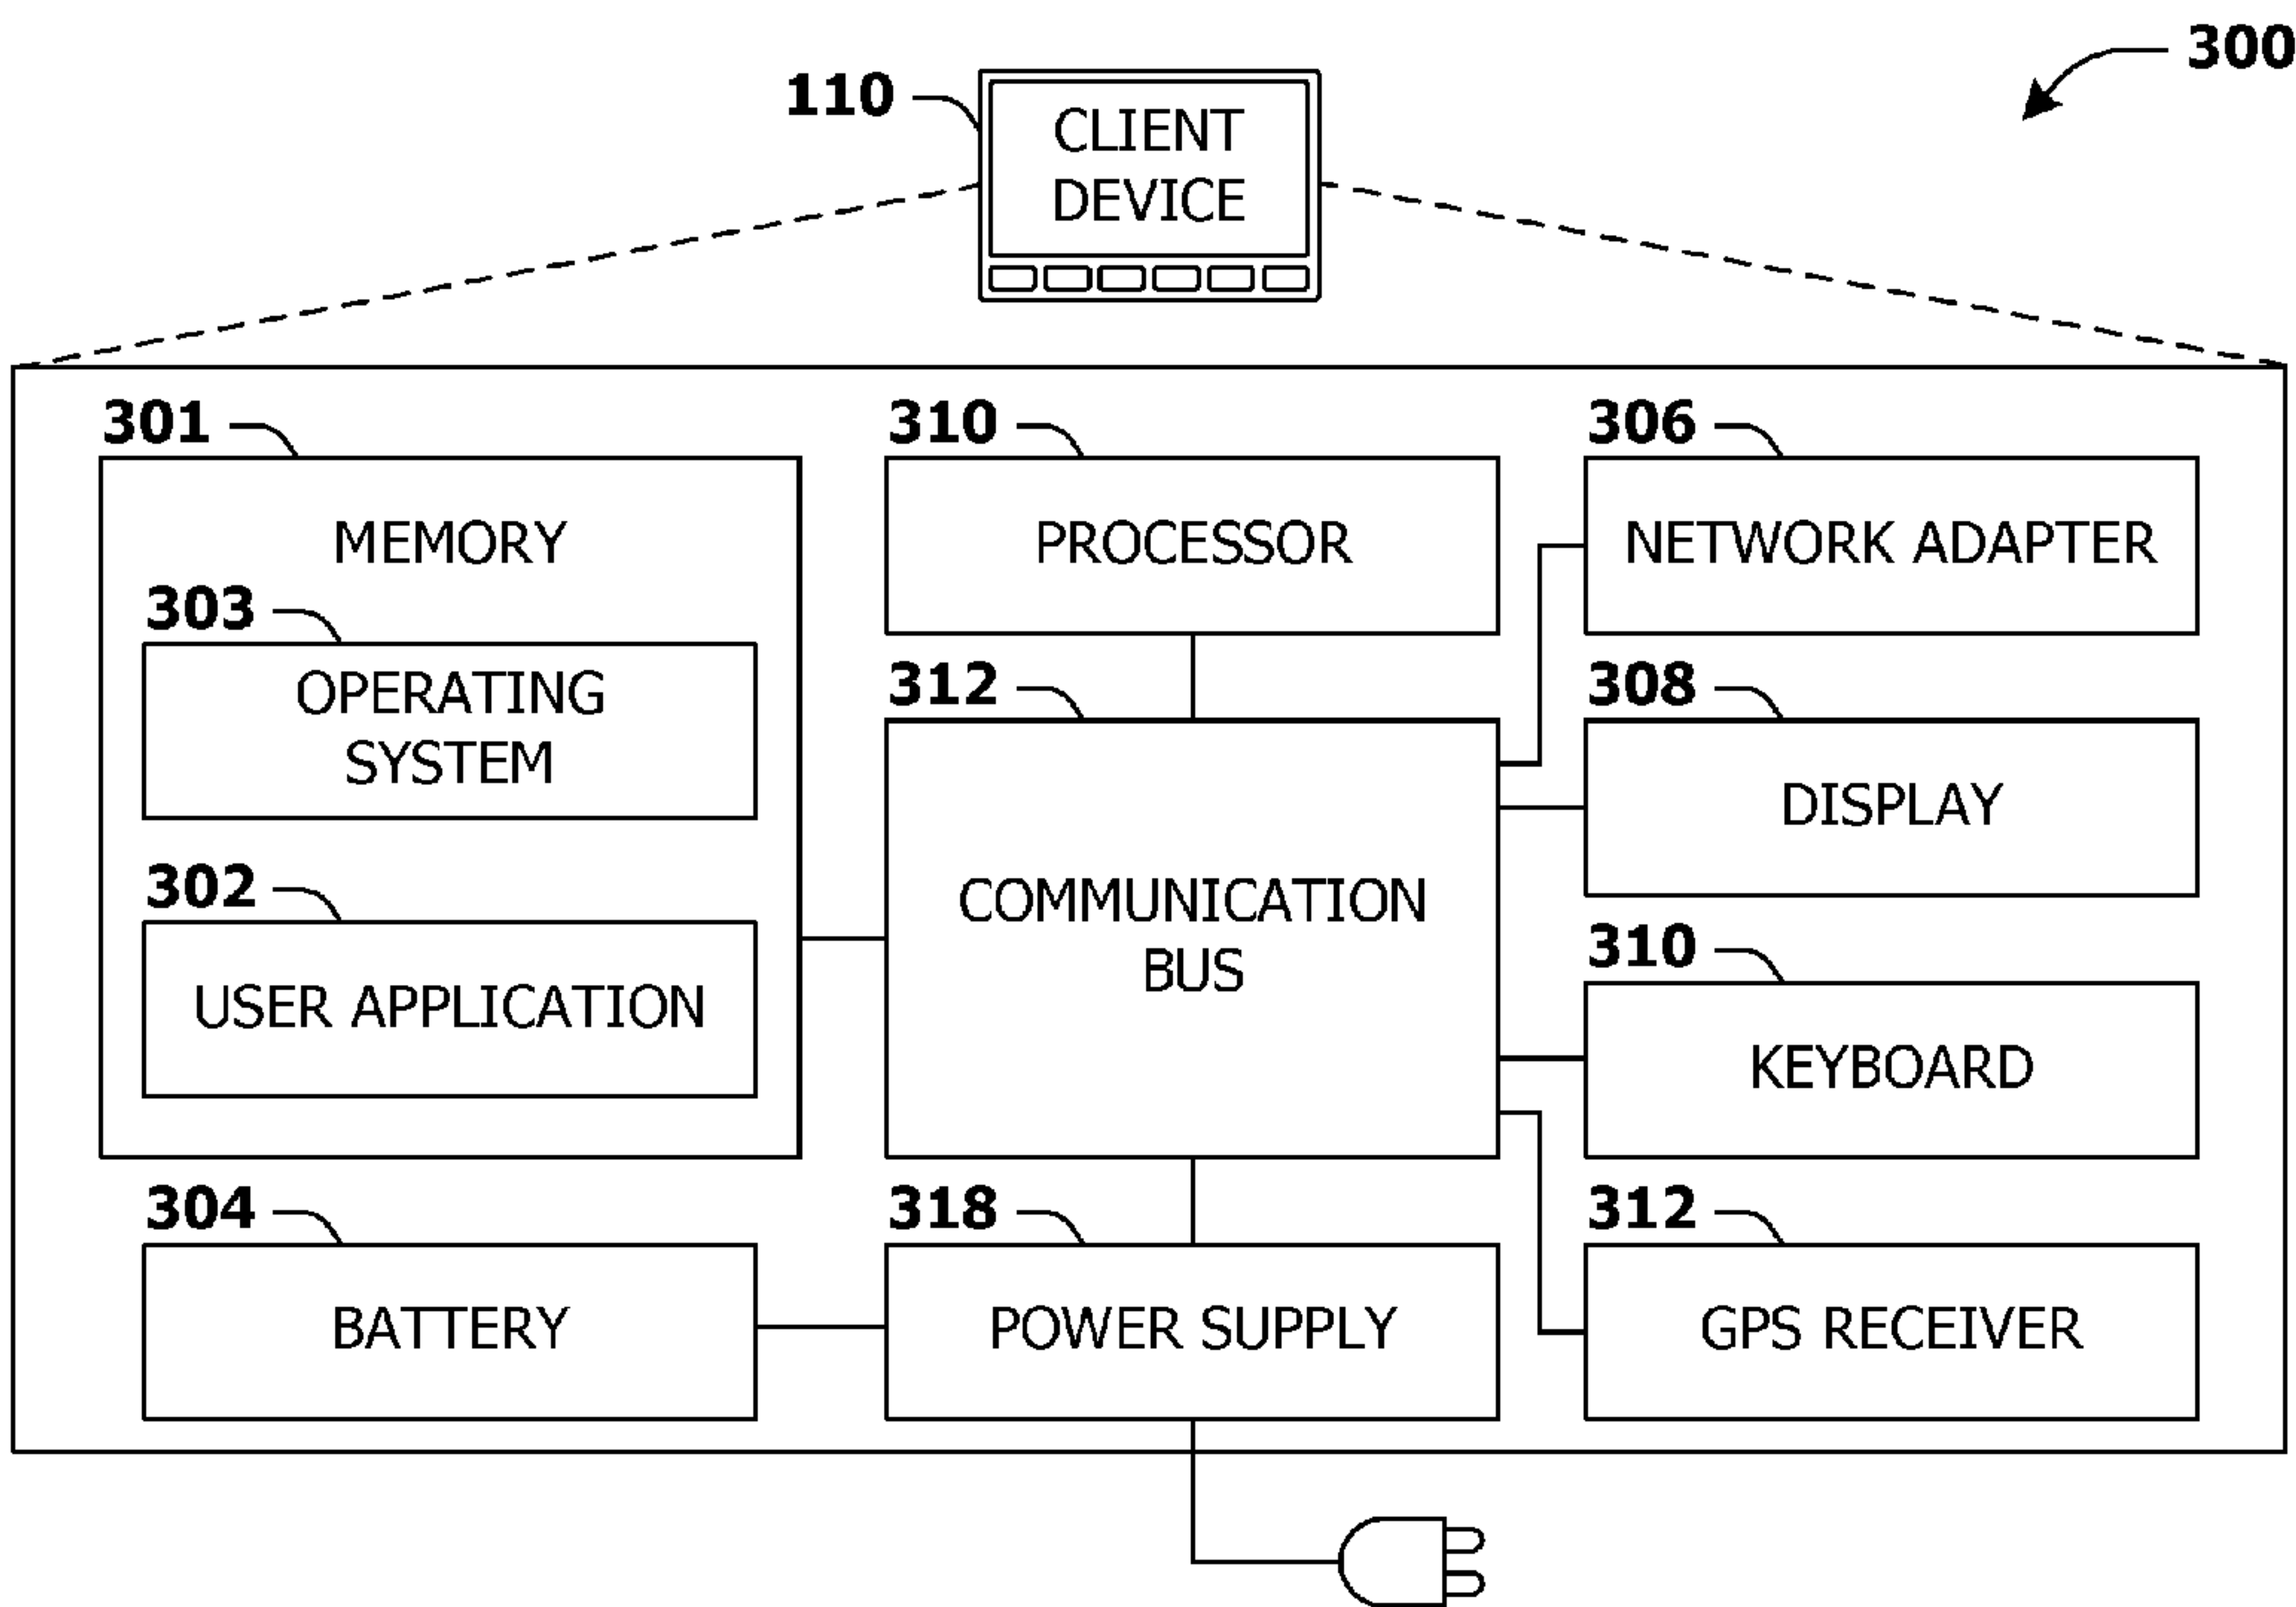 300
110
CLIENT
DEVICE
301
MEMORY
303
OPERATING
SYSTEM
302
USER APPLICATION
304
BATTERY
310
PROCESSOR
312
COMMUNICATION
BUS
318
POWER SUPPLY
306
NETWORK ADAPTER
308
DISPLAY
310
KEYBOARD
312
GPS RECEIVER